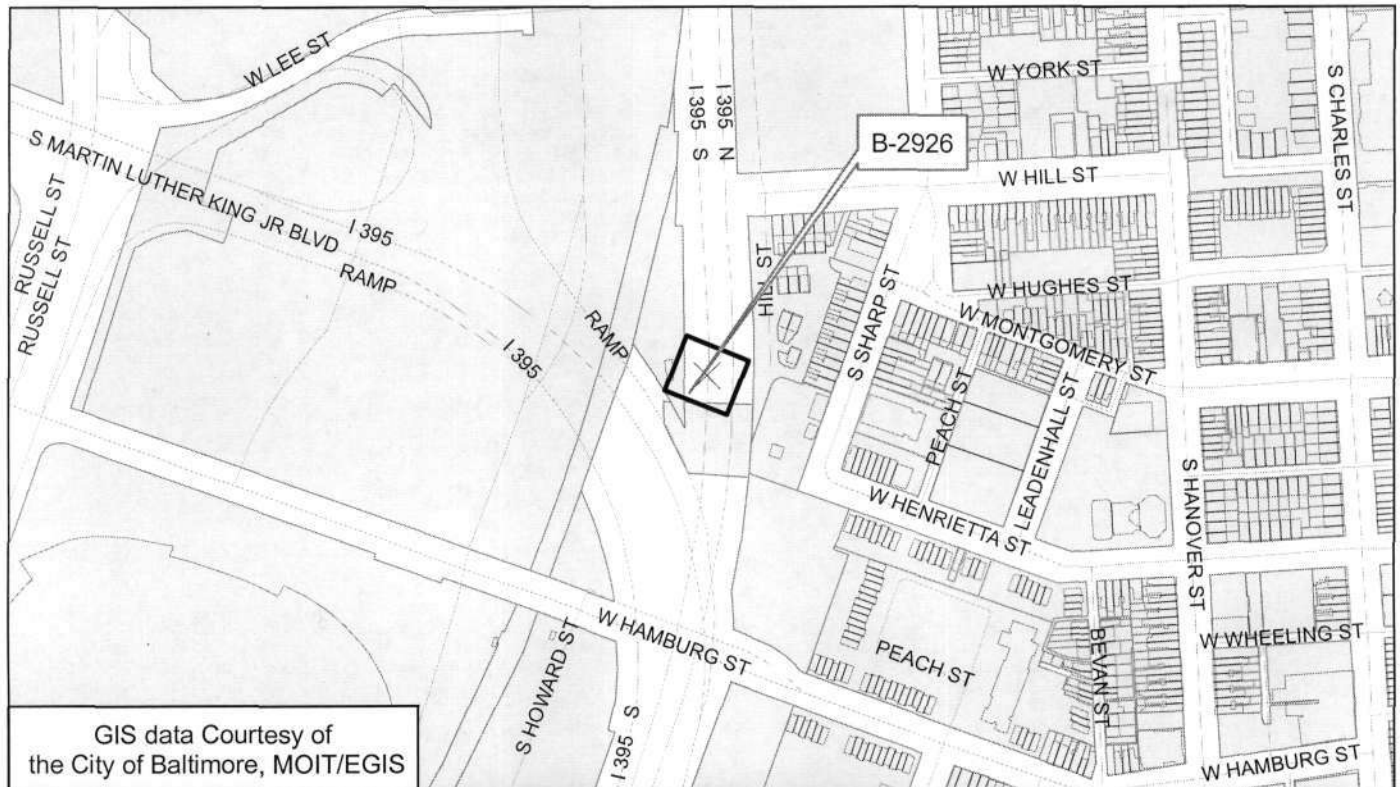 W LEE ST
W YORK ST
S CHARLES ST
I 395 S
I 395 N
B-2926
S MARTIN LUTHER KING JR BLVD
I 395
W HILL ST
RUSSELL ST
RUSSELL ST
RAMP
HILL ST
W HUGHES ST
S SHARP ST
W MONTGOMERY ST
RAMP
I 395
PEACH ST
LEADENHALL ST
W HENRIETTA ST
S HANOVER ST
W HAMBURG ST
S HOWARD ST
PEACH ST
BEVAN ST
W WHEELING ST
I 395 S
W HAMBURG ST
GIS data Courtesy of
the City of Baltimore, MOIT/EGIS